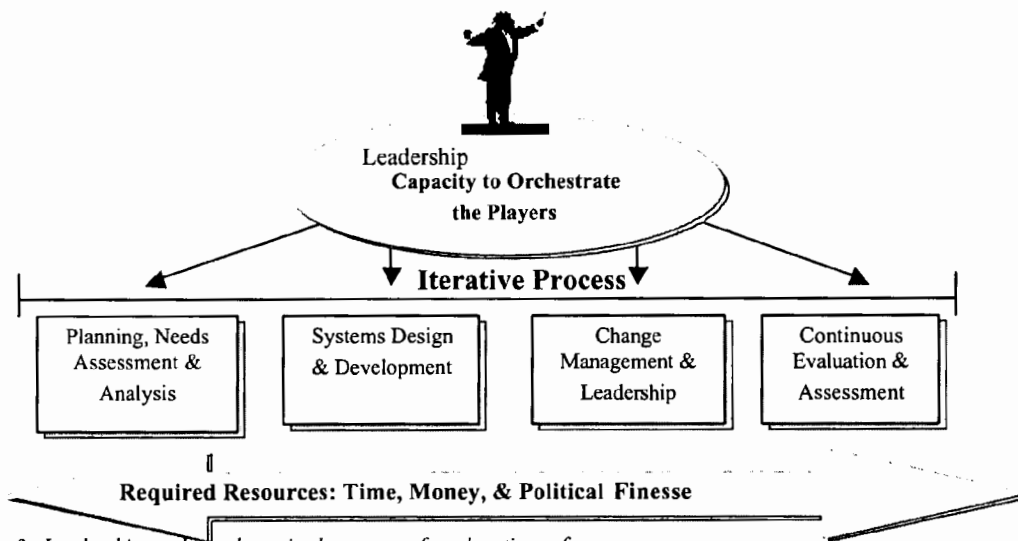 Leadership
Capacity to Orchestrate
the Players
Iterative Process
Planning, Needs
Assessment &
Analysis
Systems Design
& Development
Change
Management &
Leadership
Continuous
Evaluation &
Assessment
Required Resources: Time, Money, & Political Finesse